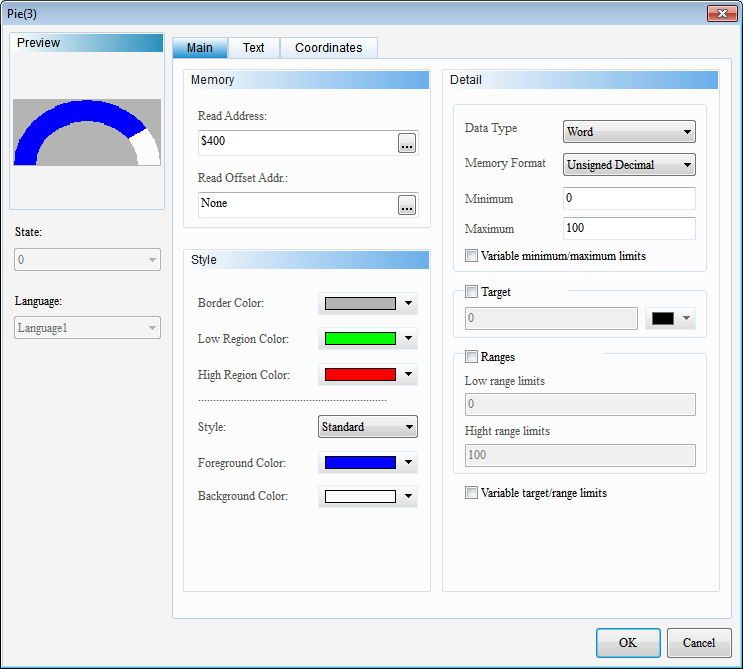 Pie(3)
Preview
State:
0
Language:
Language1
Main
Text
Coordinates
Memory
Read Address:
$400
...
Read Offset Addr.:
None
...
Style
Border Color:
Low Region Color:
High Region Color:
Style:
Standard
Foreground Color:
Background Color:
Detail
Data Type
Word
Memory Format
Unsigned Decimal
Minimum
0
Maximum
100
Variable minimum/maximum limits
Target
0
Ranges
Low range limits
0
Hight range limits
100
Variable target/range limits
OK
Cancel